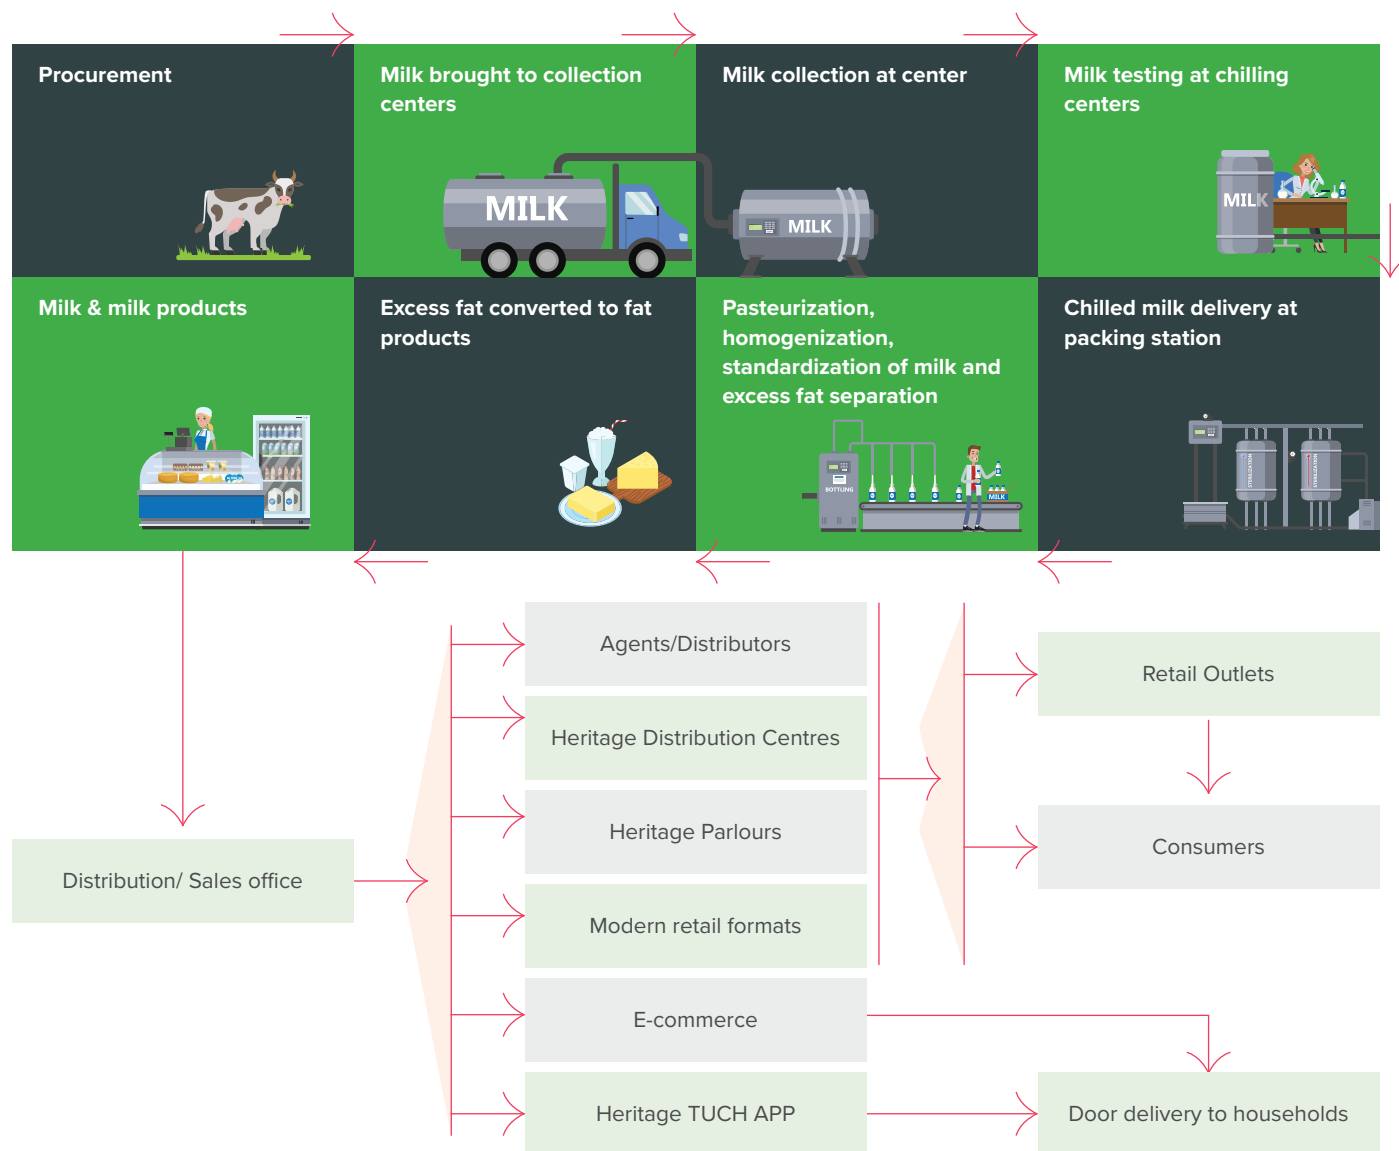 Procurement
Milk brought to collection
centers
Milk collection at center
Milk testing at chilling
centers
MILK
MILK
MILK
Milk & milk products
Excess fat converted to fat
products
Pasteurization,
homogenization,
standardization of milk and
excess fat separation
Chilled milk delivery at
packing station
BOTTLING
MILK
STERILIZATION
STERILIZATION
Agents/Distributors
Heritage Distribution Centres
Heritage Parlours
Modern retail formats
E-commerce
Heritage TUCH APP
Distribution/ Sales office
Retail Outlets
Consumers
Door delivery to households